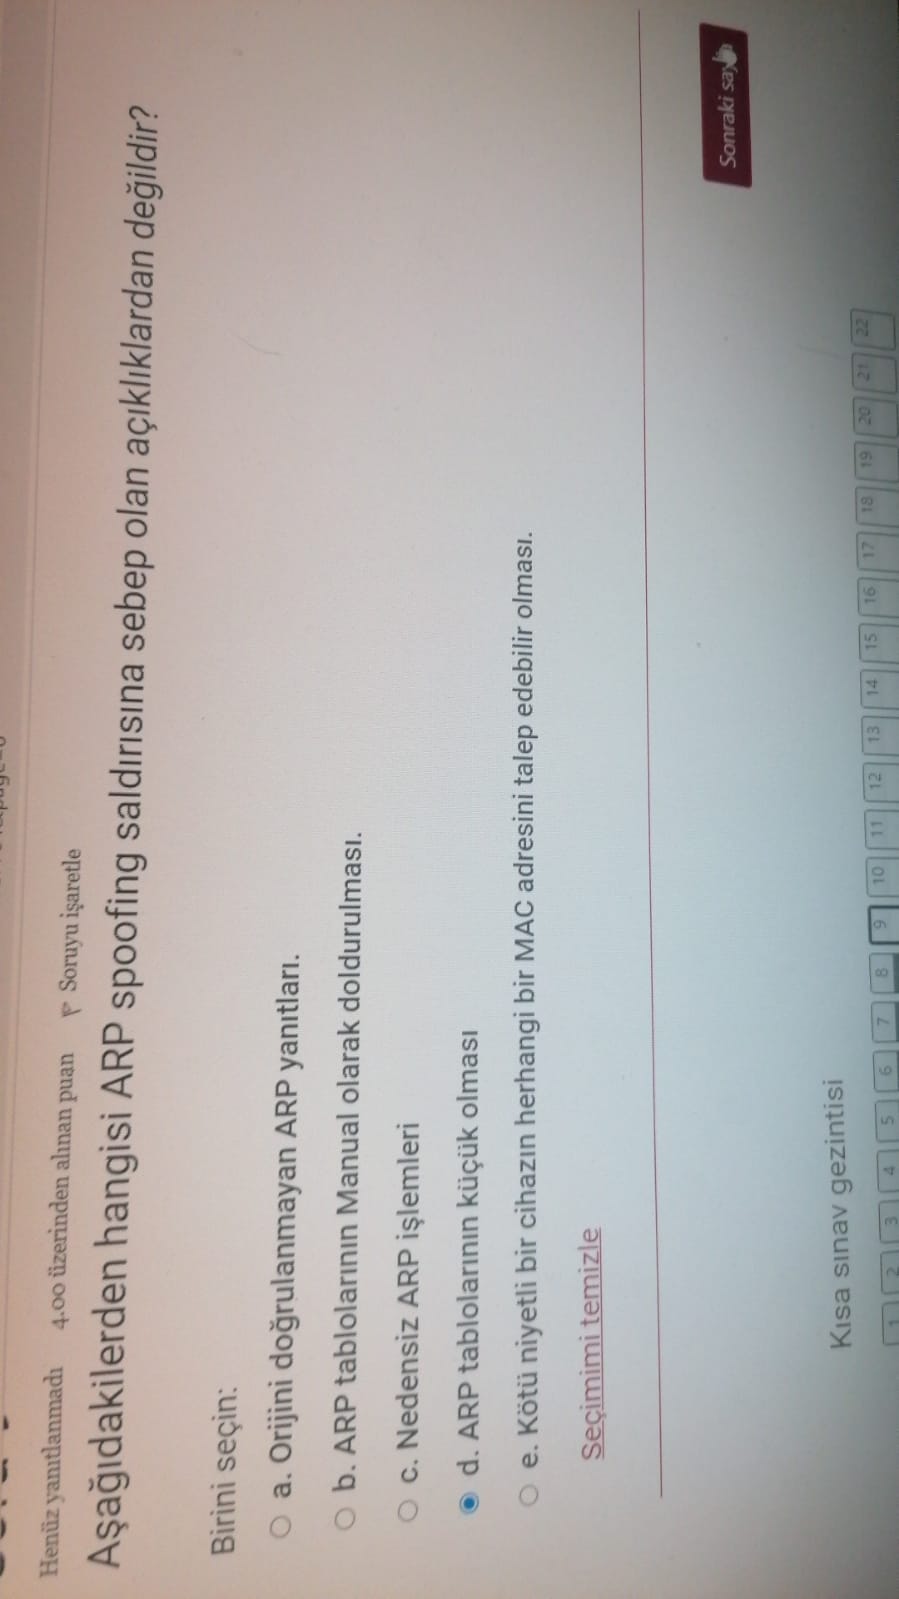 Henüz yanıtlanmadı 4.00 üzerinden alınan puan Soruyu işaretle
Aşağıdakilerden hangisi ARP spoofing saldırısına sebep olan açıklıklardan değildir?
Birini seçin:
a. Orijini doğrulanmayan ARP yanıtları.
b. ARP tablolarının Manual olarak doldurulması.
c. Nedensiz ARP işlemleri
d. ARP tablolarının küçük olması
e. Kötü niyetli bir cihazın herhangi bir MAC adresini talep edebilir olması.
Seçimimi temizle
Sonraki
Kısa sınav gezintisi
1 2 3 4 5 6 7 8 9 10 11 12 13 14 15 16 17 18 19 20 21 22